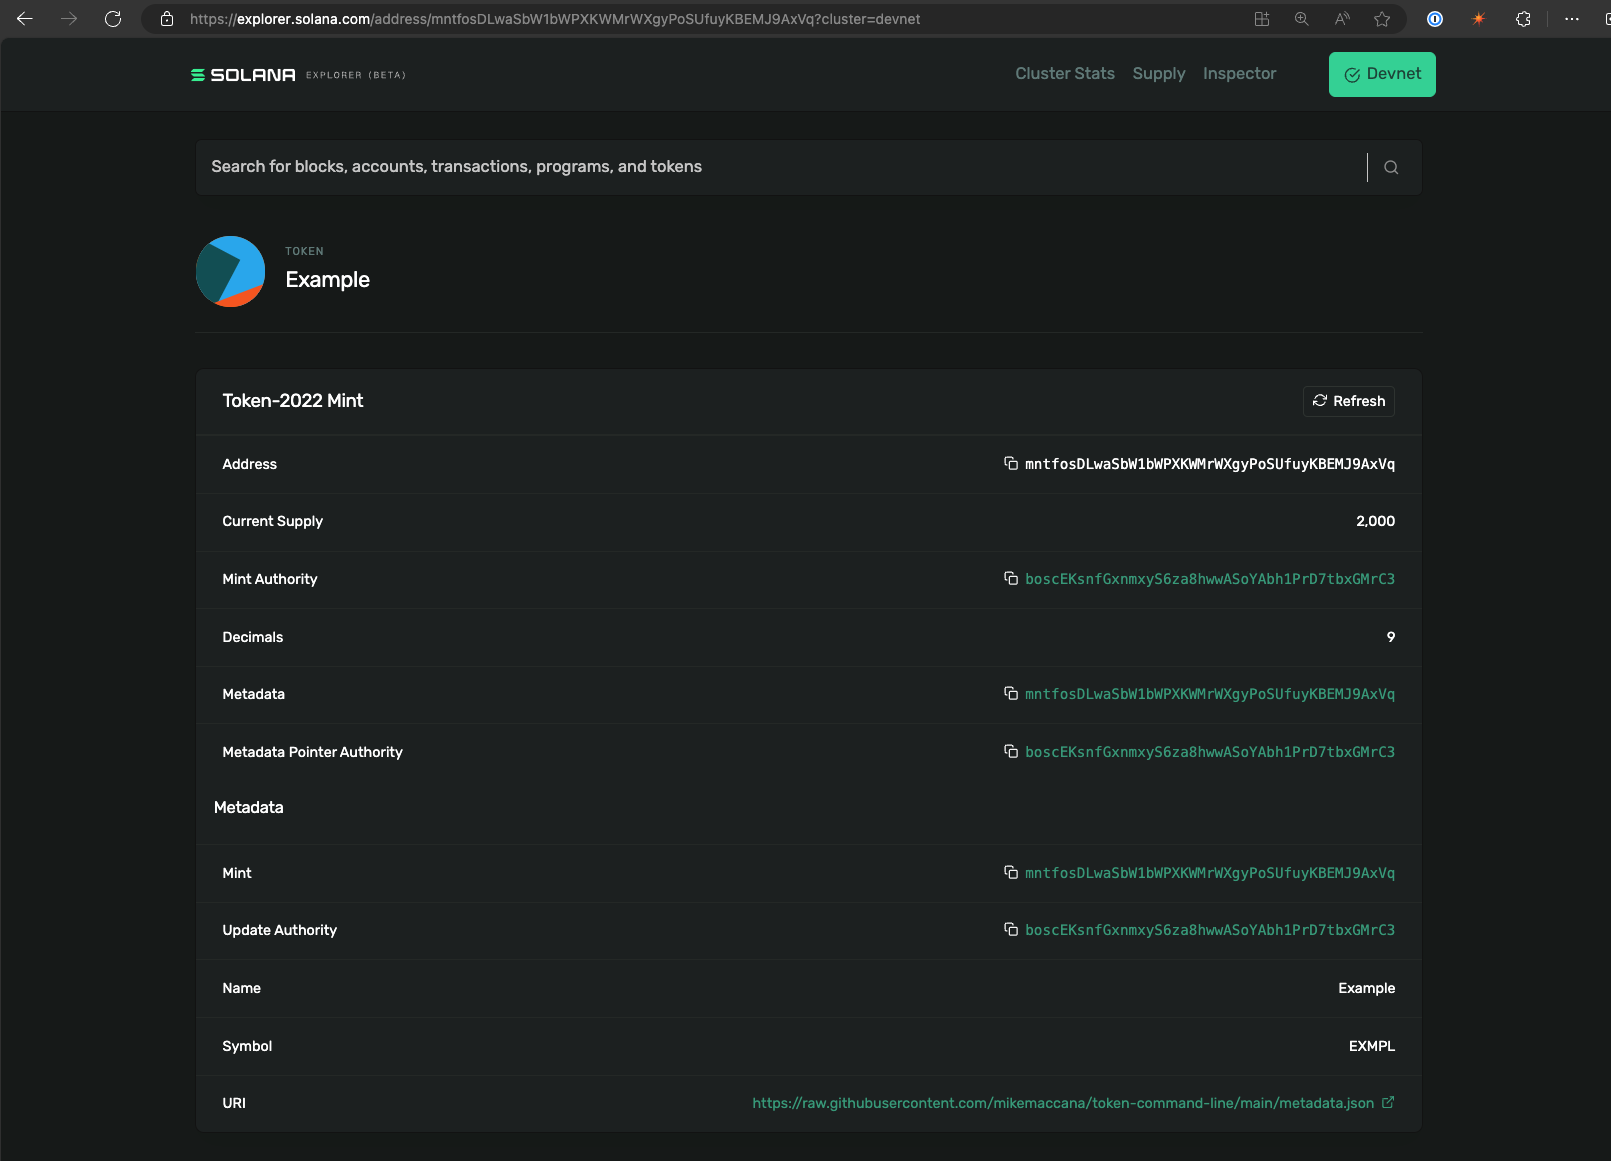 https://explorer.solana.com/address/mntfosDLwaSbW1bWPXKWMrWXgyPoSUfuyKBEMJ9AxVq?cluster=devnet
SOLANA EXPLORER (BETA) Cluster Stats Supply Inspector Devnet
Search for blocks, accounts, transactions, programs, and tokens
TOKEN
Example
Token-2022 Mint Refresh
Address mntfosDLwaSbW1bWPXKWMrWXgyPoSUfuyKBEMJ9AxVq
Current Supply 2,000
Mint Authority boscEKsnfGxnmxyS6za8hwwASoYAbh1PrD7tbxGMrC3
Decimals 9
Metadata mntfosDLwaSbW1bWPXKWMrWXgyPoSUfuyKBEMJ9AxVq
Metadata Pointer Authority boscEKsnfGxnmxyS6za8hwwASoYAbh1PrD7tbxGMrC3
Metadata
Mint mntfosDLwaSbW1bWPXKWMrWXgyPoSUfuyKBEMJ9AxVq
Update Authority boscEKsnfGxnmxyS6za8hwwASoYAbh1PrD7tbxGMrC3
Name Example
Symbol EXMPL
URI https://raw.githubusercontent.com/mikemaccana/token-command-line/main/metadata.json